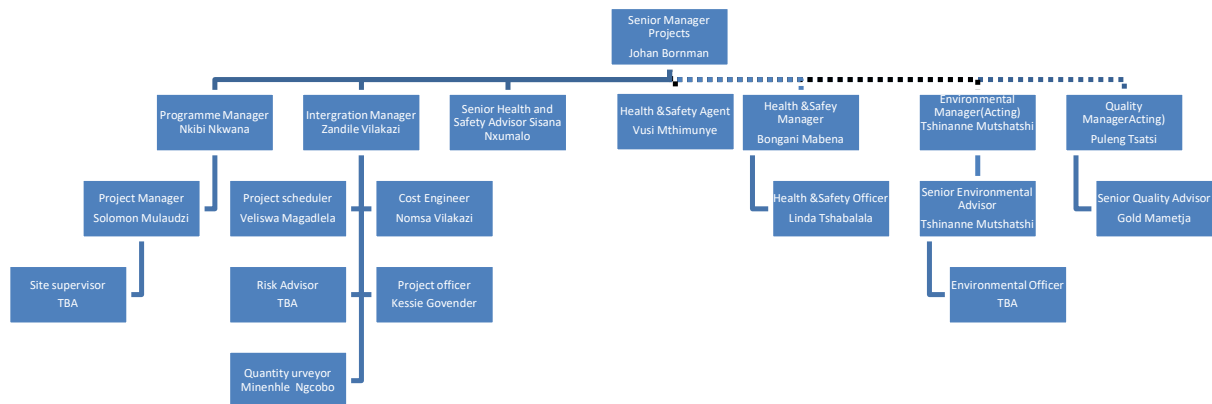 Senior Manager
Projects
Johan Bornman
Programme Manager
Nkibi Nkwana
Intergration Manager
Zandile Vilakazi
Senior Health and
Safety Advisor Sisana
Nxumalo
Health &Safety Agent
Vusi Mthimunye
Health &Safey
Manager
Bongani Mabena
Environmental
Manager(Acting)
Tshinanne Mutshatshi
Quality
ManagerActing)
Puleng Tsatsi
Project Manager
Solomon Mulaudzi
Project scheduler
Veliswa Magadlela
Cost Engineer
Nomsa Vilakazi
Health &Safety Officer
Linda Tshabalala
Senior Environmental
Advisor
Tshinanne Mutshatshi
Senior Quality Advisor
Gold Mametja
Site supervisor
TBA
Risk Advisor
TBA
Project officer
Kessie Govender
Environmental Officer
TBA
Quantity urveyor
Minenhle Ngcobo